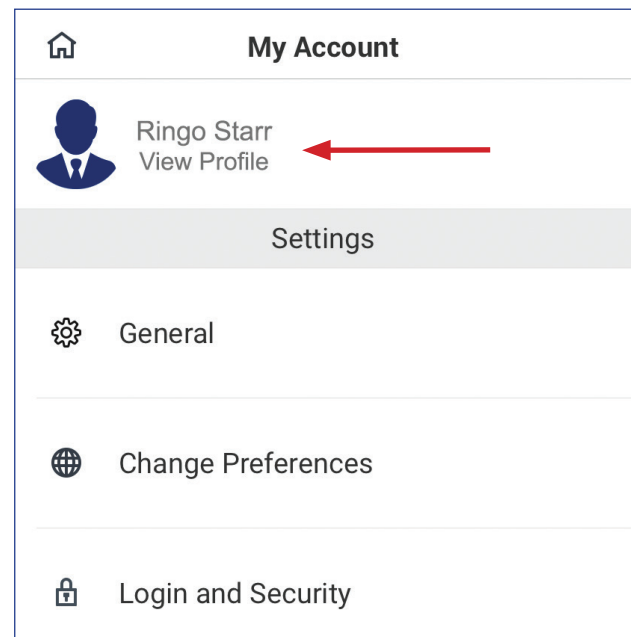 My Account
Ringo Starr
View Profile
Settings
General
Change Preferences
Login and Security